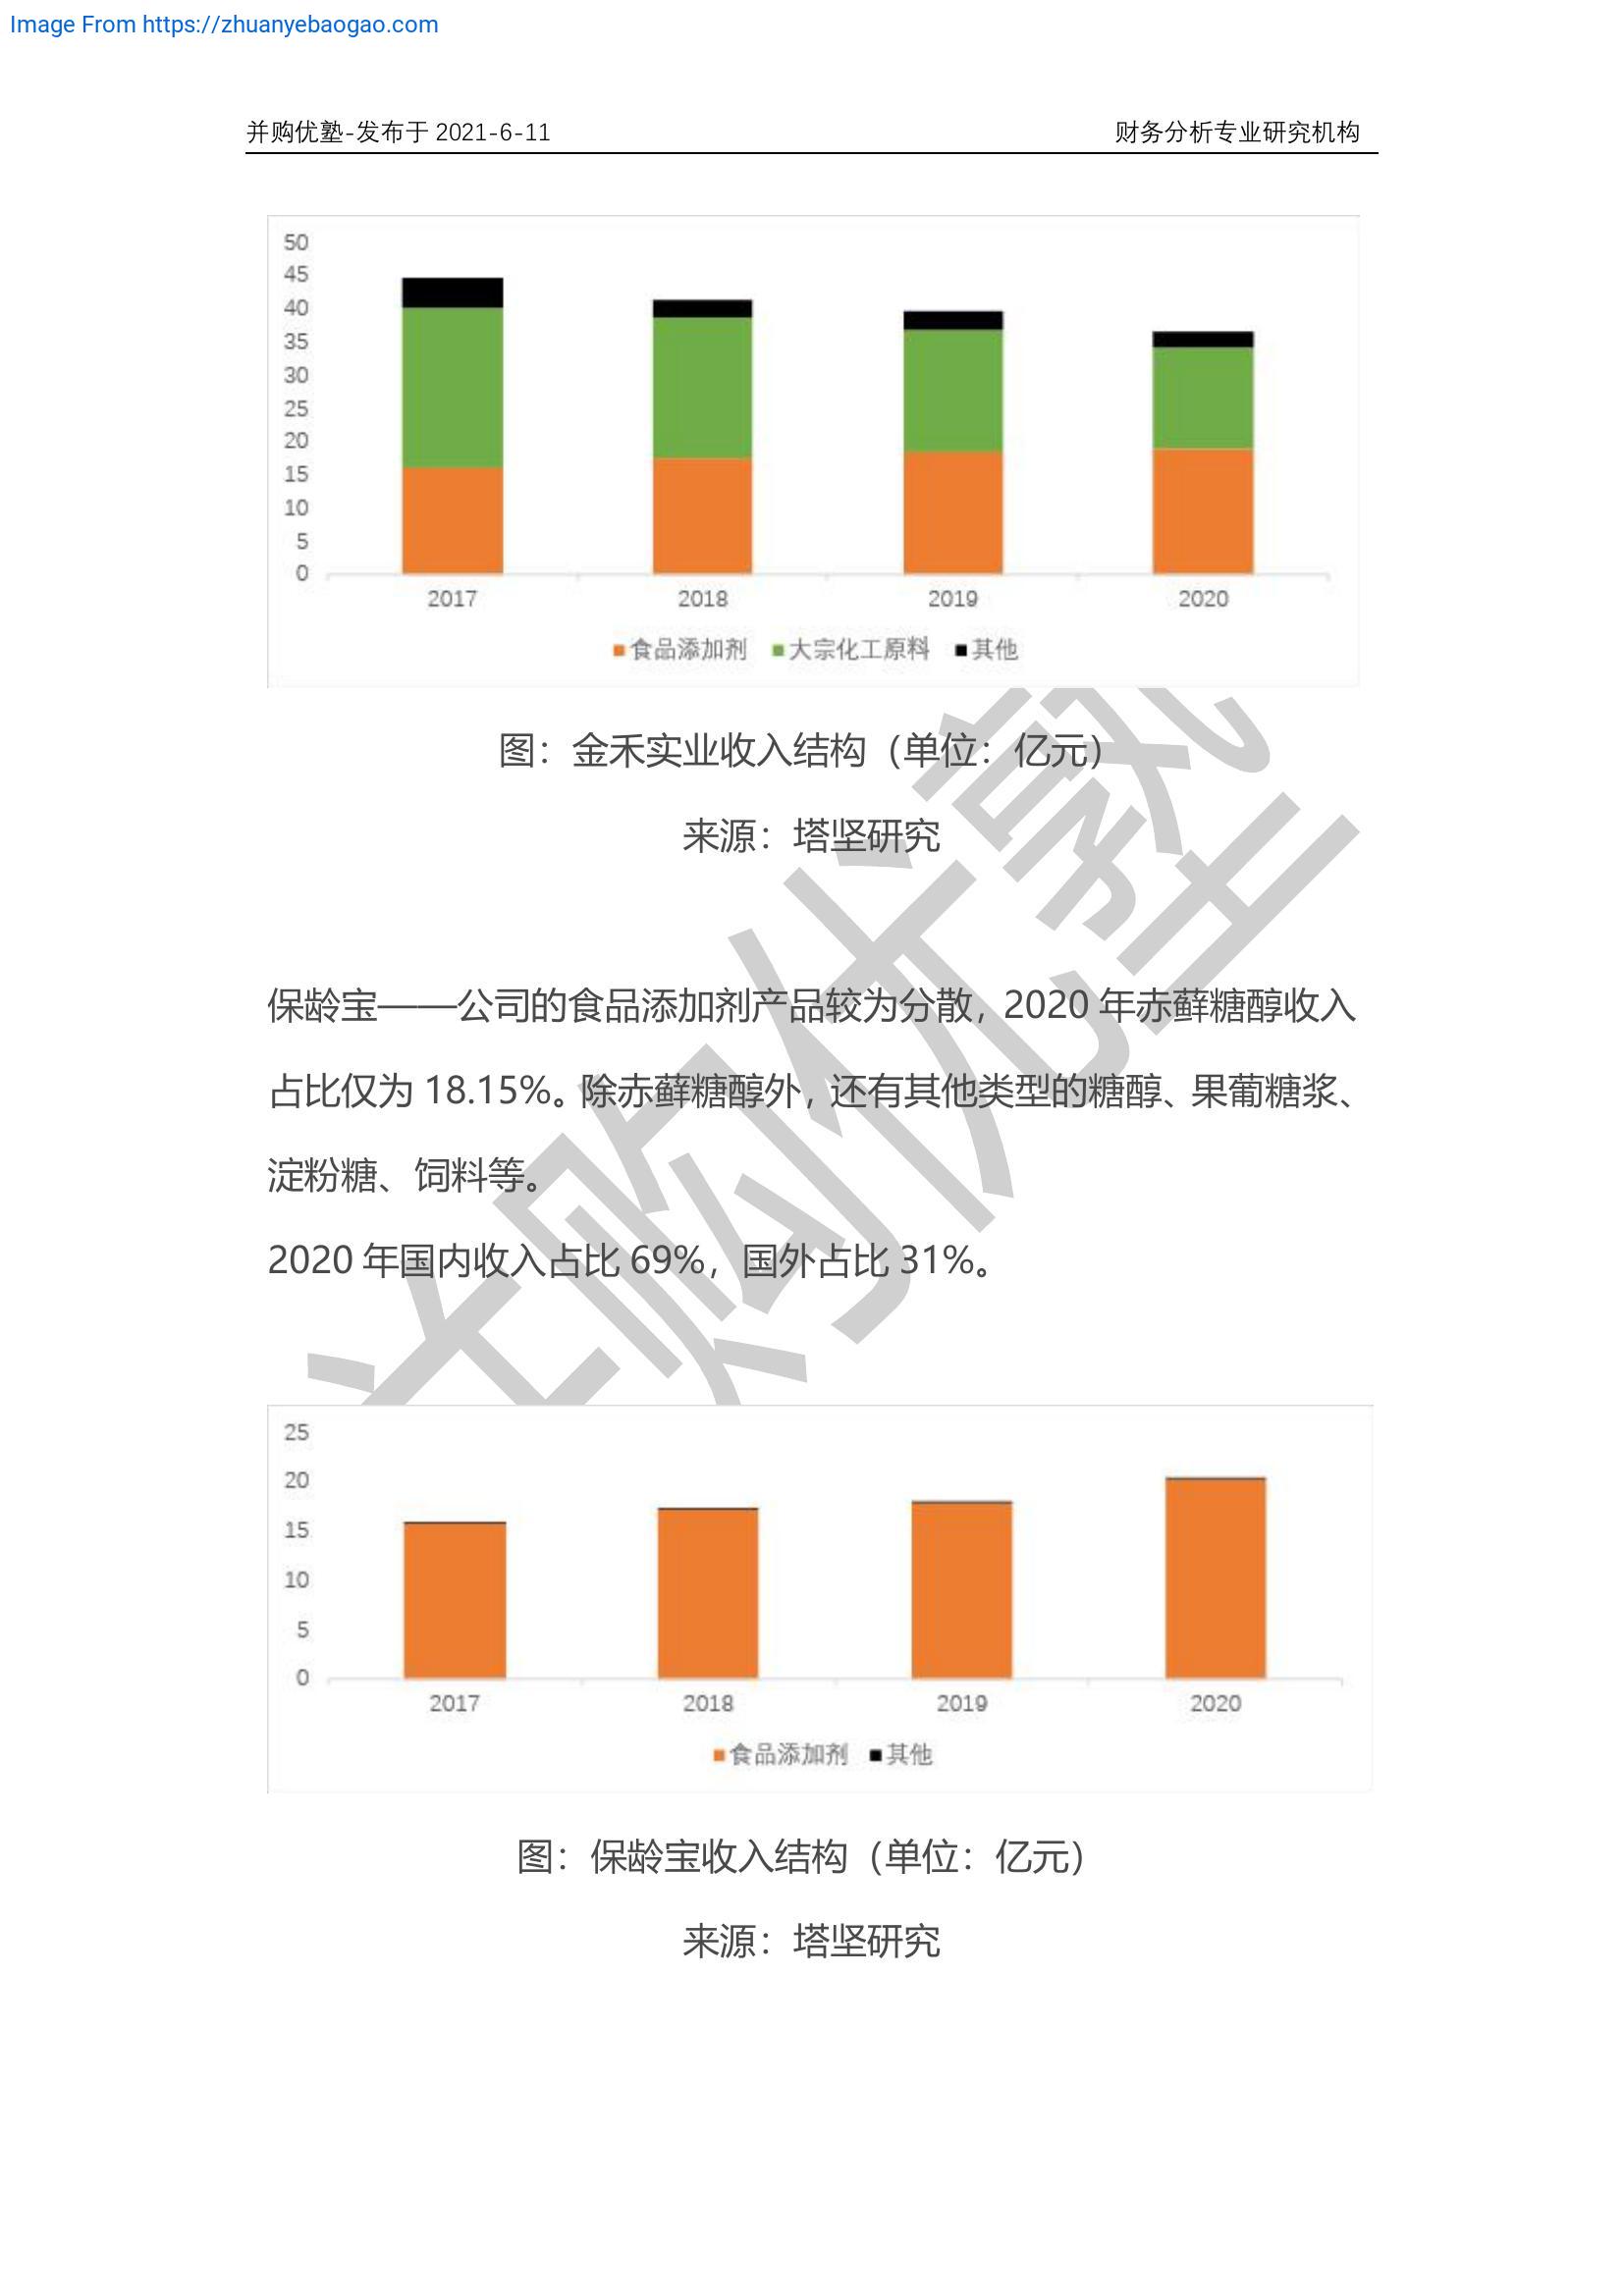 Image From https://zhuanyebaogao.com
并购优塾-发布于 2021-6-11 财务分析专业研究机构
50
45
40
35
30
25
20
15
10
5
0
2017 2018 2019 2020
食品添加剂 大宗化工原料 其他
图：金禾实业收入结构（单位：亿元）
来源：塔坚研究
保龄宝——公司的食品添加剂产品较为分散，2020 年赤藓糖醇收入
占比仅为 18.15%。除赤藓糖醇外，还有其他类型的糖醇、果葡糖浆、
淀粉糖、饲料等。
2020 年国内收入占比 69%，国外占比 31%。
25
20
15
10
5
0
2017 2018 2019 2020
食品添加剂 其他
图：保龄宝收入结构（单位：亿元）
来源：塔坚研究
并购优塾